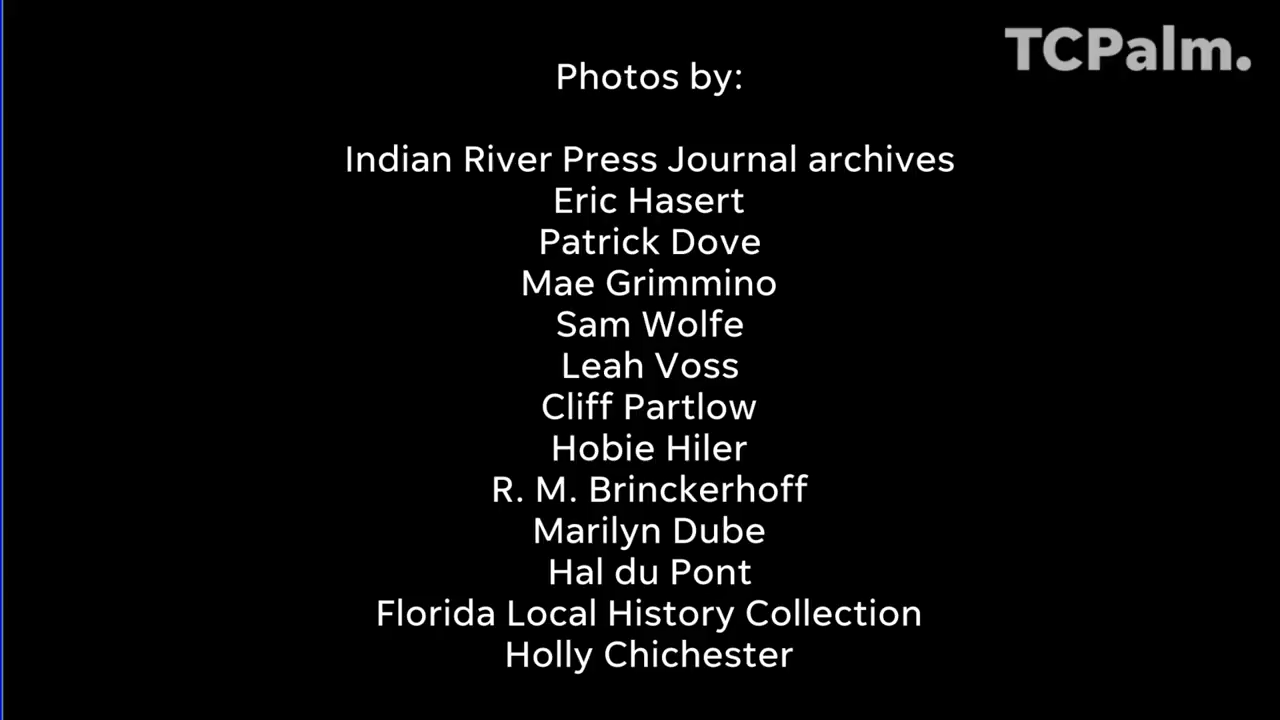 TCPalm.
Photos by:
Indian River Press Journal archives
Eric Hasert
Patrick Dove
Mae Grimmino
Sam Wolfe
Leah Voss
Cliff Partlow
Hobie Hiler
R. M. Brinckerhoff
Marilyn Dube
Hal du Pont
Florida Local History Collection
Holly Chichester